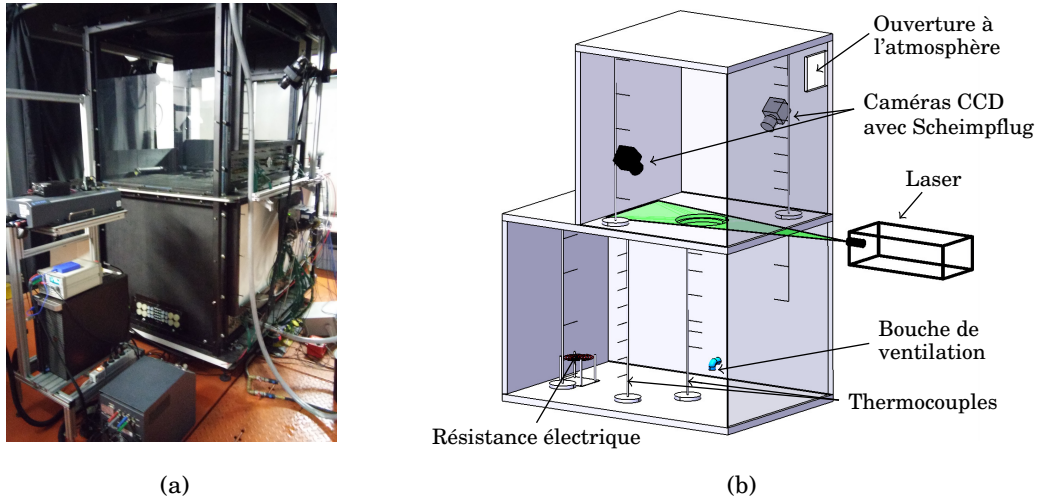 Ouverture à
l'atmosphère
Caméras CCD
avec Scheimpflug
Laser
Bouche de
ventilation
Thermocouples
Résistance électrique
(a)
(b)